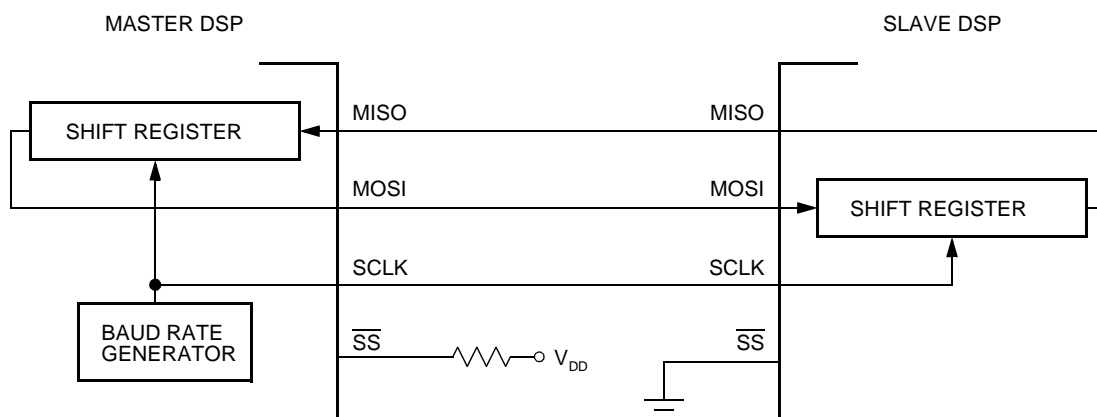 MASTER DSP
SLAVE DSP
SHIFT REGISTER
MISO
MISO
MOSI
MOSI
SHIFT REGISTER
SCLK
SCLK
BAUD RATE
GENERATOR
SS
V_DD
SS